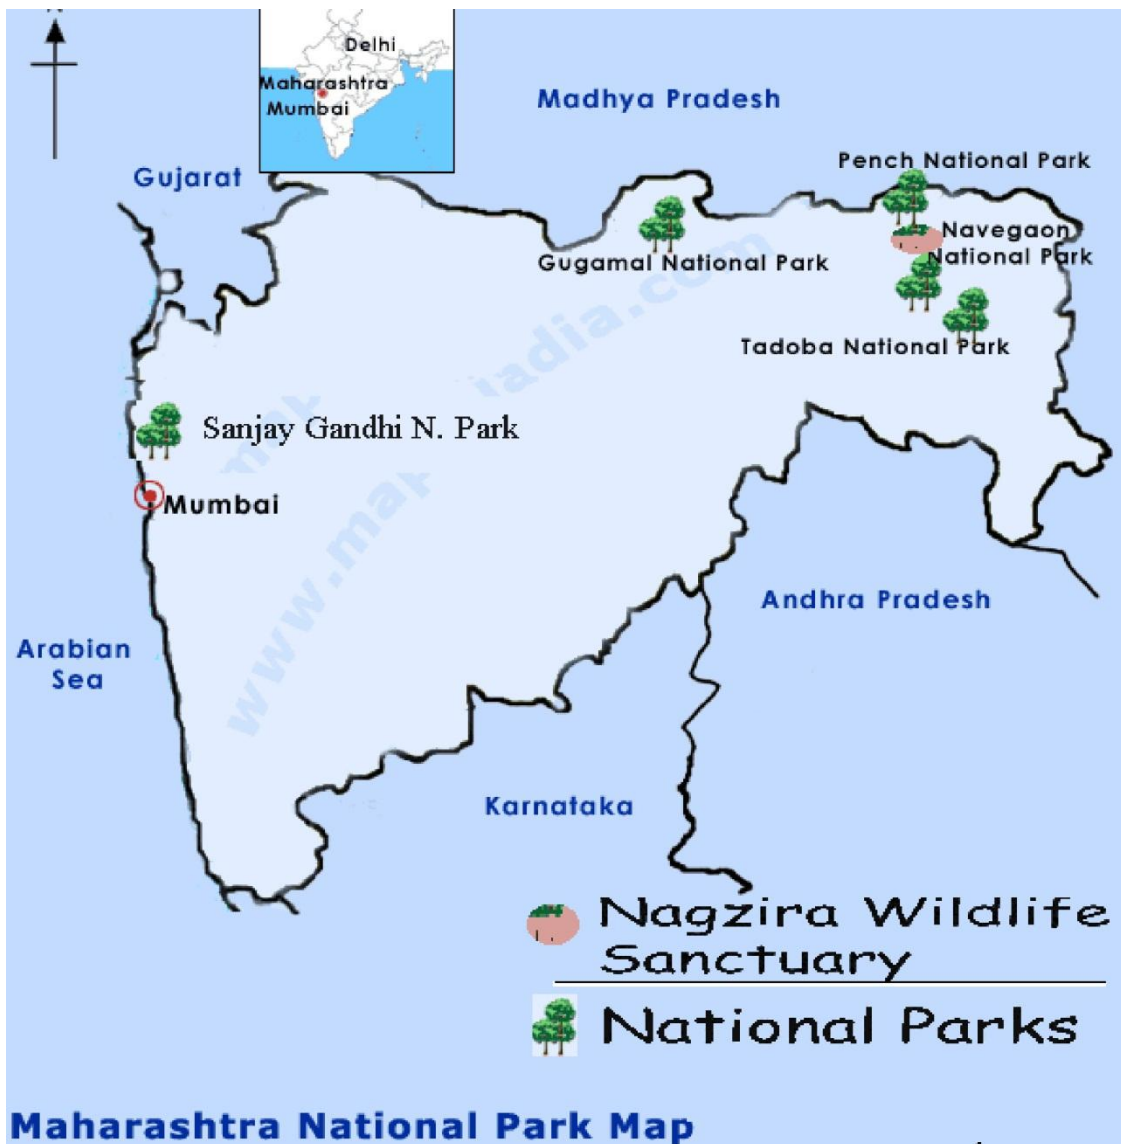 N
Delhi
Maharashtra
Mumbai
Madhya Pradesh
Gujarat
Pench National Park
Navegaon
National Park
Gugamal National Park
Tadoba National Park
Sanjay Gandhi N. Park
Mumbai
Andhra Pradesh
Arabian
Sea
Karnataka
Nagzira Wildlife
Sanctuary
National Parks
Maharashtra National Park Map